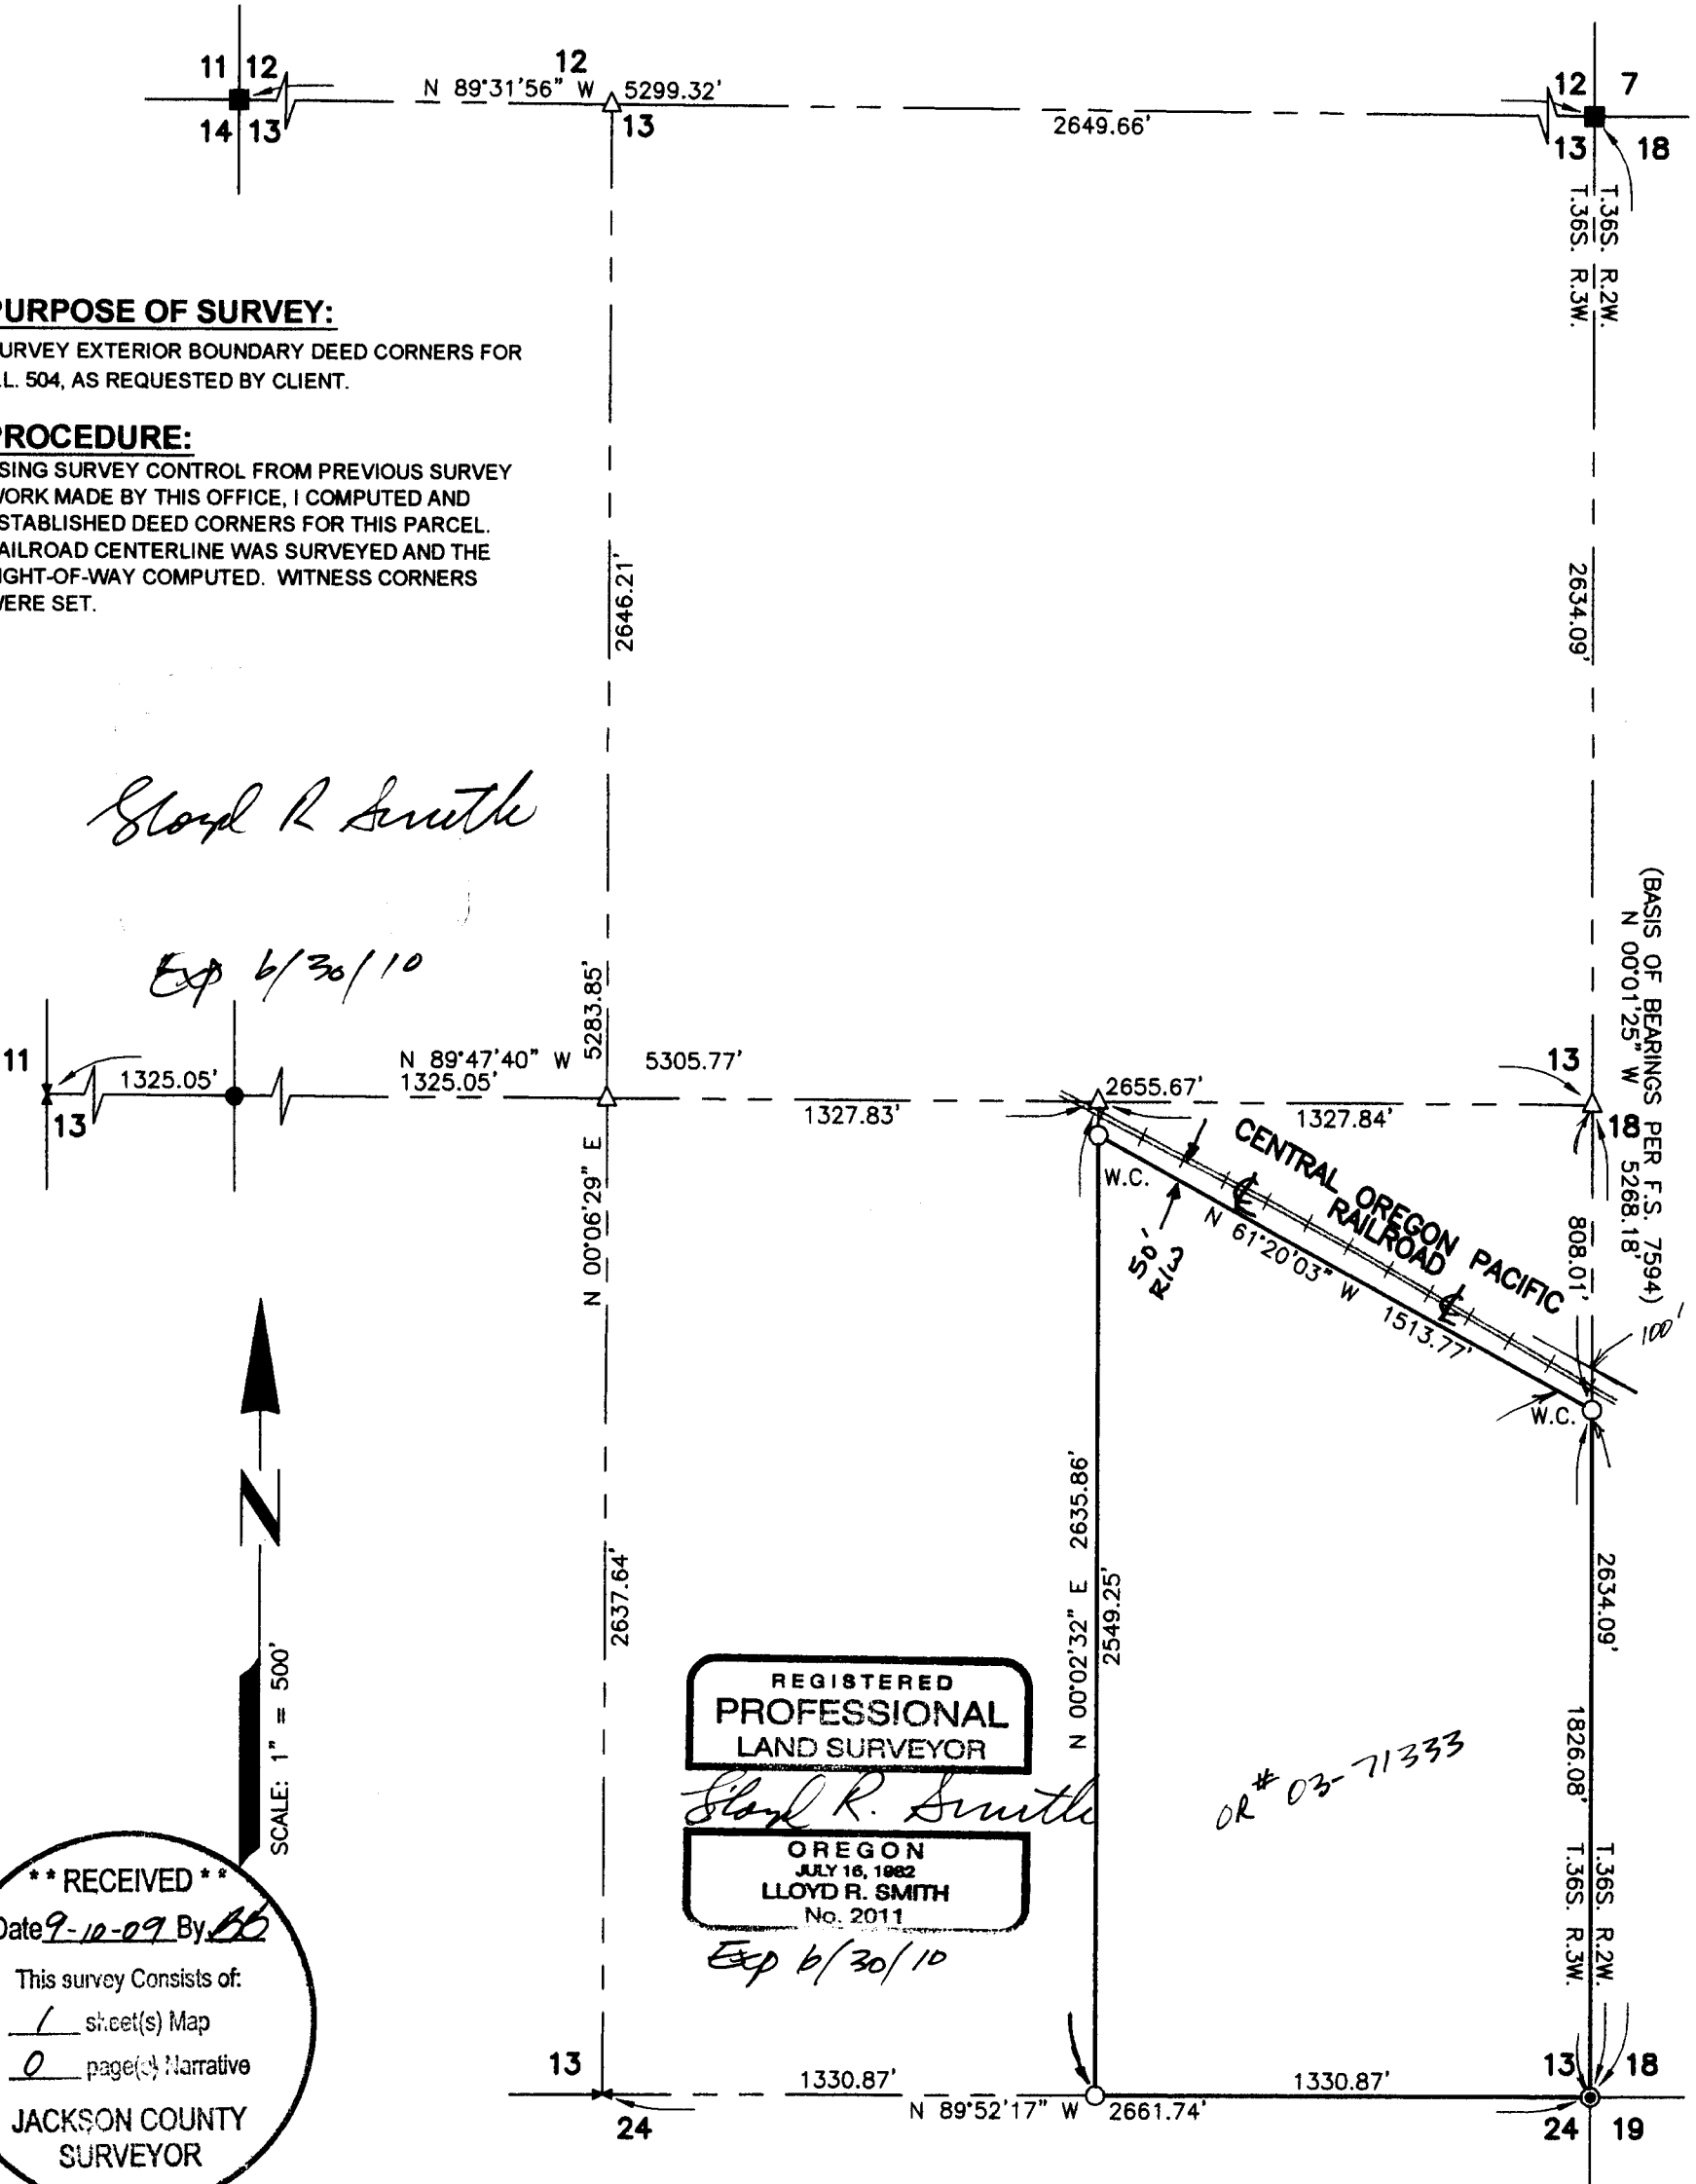 11 12
14 13
12
N 89°31'56" W 5299.32'
13
2649.66'
12 7
13 18
T.36S. R.2W.
T.36S. R.3W.
PURPOSE OF SURVEY:
URVEY EXTERIOR BOUNDARY DEED CORNERS FOR
.L. 504, AS REQUESTED BY CLIENT.
PROCEDURE:
SING SURVEY CONTROL FROM PREVIOUS SURVEY
WORK MADE BY THIS OFFICE, I COMPUTED AND
STABLISHED DEED CORNERS FOR THIS PARCEL.
AILROAD CENTERLINE WAS SURVEYED AND THE
IGHT-OF-WAY COMPUTED. WITNESS CORNERS
WERE SET.
2646.21'
2634.09'
Lloyd R Smith
Exp 6/30/10
5283.85'
N 00°06'29" E
(BASIS OF BEARINGS PER F.S. 7594)
N 00°01'25" W 5268.18'
11
13
1325.05'
N 89°47'40" W 5305.77'
1325.05'
1327.83'
2655.67'
1327.84'
13
18
808.01'
W.C.
CENTRAL OREGON PACIFIC
RAILROAD
50'
R/W
N 61°20'03" W 1513.77'
100'
W.C.
N
SCALE: 1" = 500'
2637.64'
N 00°02'32" E 2635.86'
2549.25'
2634.09'
1826.08'
T.36S. R.2W.
T.36S. R.3W.
REGISTERED
PROFESSIONAL
LAND SURVEYOR
Lloyd R. Smith
OREGON
JULY 16, 1982
LLOYD R. SMITH
No. 2011
Exp 6/30/10
OR# 03-71333
** RECEIVED **
Date 9-10-09 By BB
This survey Consists of:
1 sheet(s) Map
0 page(s) Narrative
JACKSON COUNTY
SURVEYOR
13
24
1330.87'
N 89°52'17" W 2661.74'
1330.87'
13 18
24 19